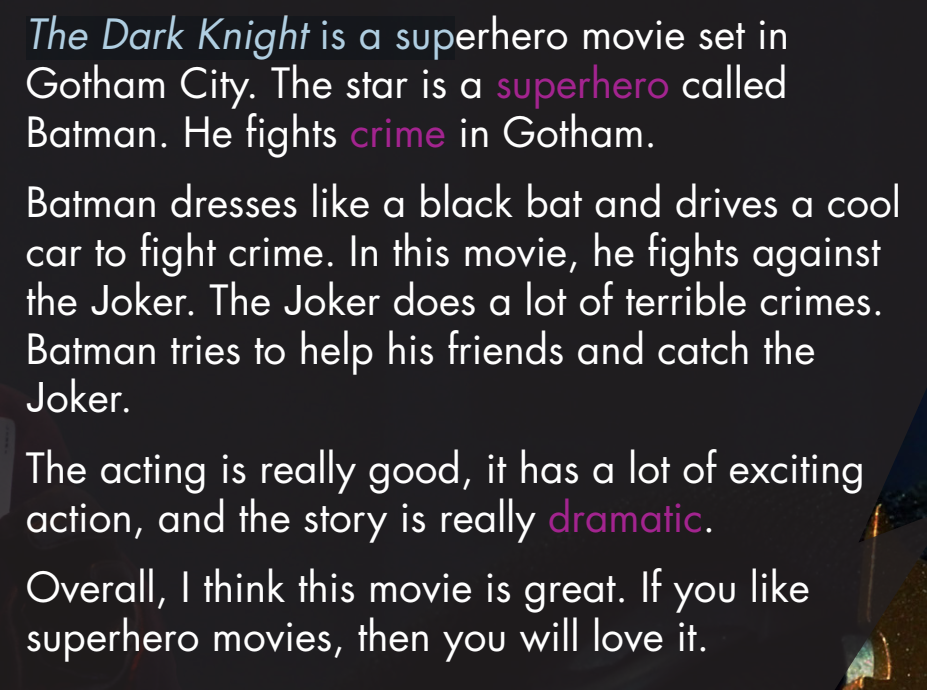 The Dark Knight is a superhero movie set in
Gotham City. The star is a superhero called
Batman. He fights crime in Gotham.
Batman dresses like a black bat and drives a cool
car to fight crime. In this movie, he fights against
the Joker. The Joker does a lot of terrible crimes.
Batman tries to help his friends and catch the
Joker.
The acting is really good, it has a lot of exciting
action, and the story is really dramatic.
Overall, I think this movie is great. If you like
superhero movies, then you will love it.